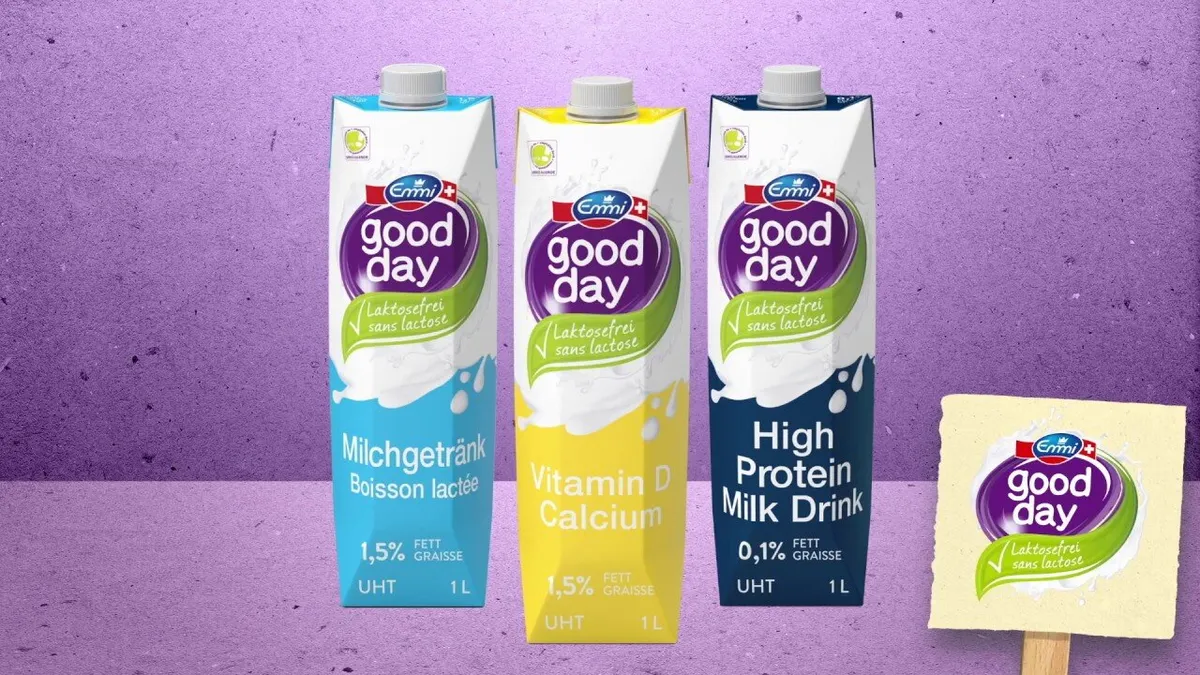 Emmi
good
day
Laktosefrei
sans lactose
Milchgetränk
Boisson lactée
1,5% FETT
GRAISSE
UHT 1 L
Emmi
good
day
Laktosefrei
sans lactose
Vitamin D
Calcium
1,5% FETT
GRAISSE
UHT 1 L
Emmi
good
day
Laktosefrei
sans lactose
High
Protein
Milk Drink
0,1% FETT
GRAISSE
UHT 1 L
Emmi
good
day
Laktosefrei
sans lactose